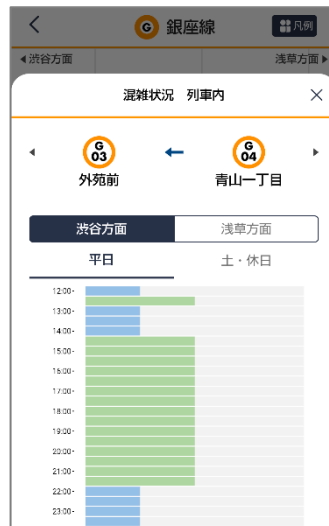 G 銀座線 凡例
渋谷方面 浅草方面
混雑状況 列車内
G 03 G 04
外苑前 青山一丁目
渋谷方面 浅草方面
平日 土・休日
12:00-
13:00-
14:00-
15:00-
16:00-
17:00-
18:00-
19:00-
20:00-
21:00-
22:00-
23:00-